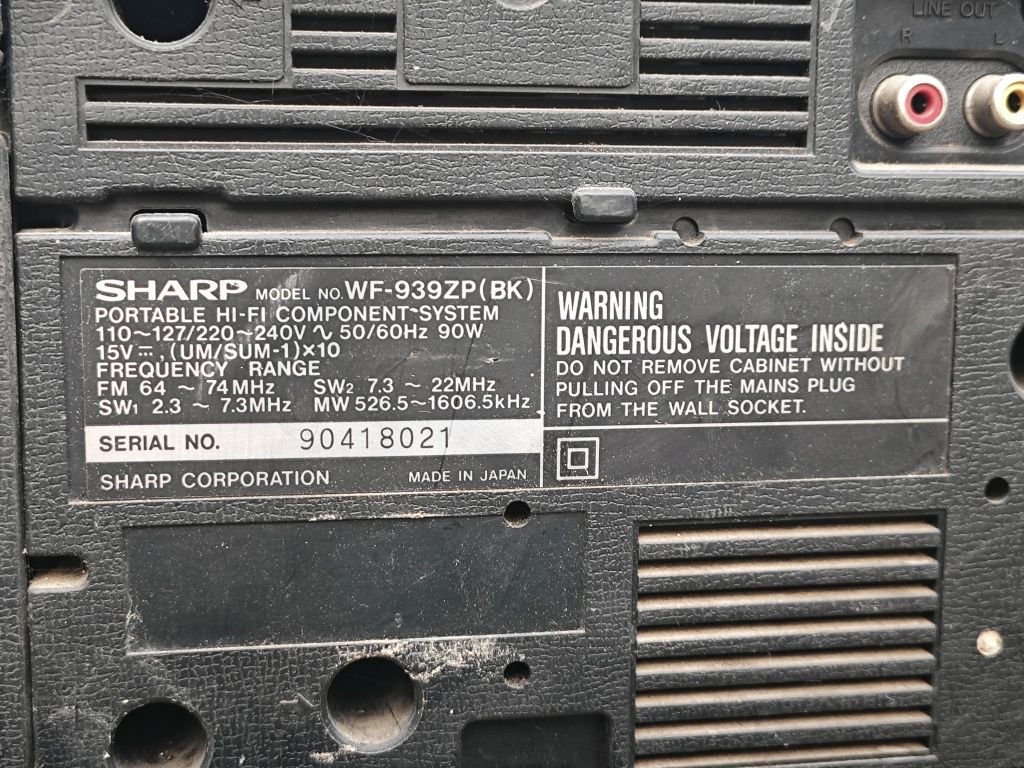 LINE OUT
R L
SHARP MODEL NO. WF-939ZP(BK)
PORTABLE HI-FI COMPONENT SYSTEM
110~127/220~240V ∿ 50/60Hz 90W
15V ⎓, (UM/SUM-1)×10
FREQUENCY RANGE
FM 64 ~ 74MHz SW2 7.3 ~ 22MHz
SW1 2.3 ~ 7.3MHz MW 526.5~1606.5kHz
SERIAL NO. 90418021
SHARP CORPORATION MADE IN JAPAN
WARNING
DANGEROUS VOLTAGE INSIDE
DO NOT REMOVE CABINET WITHOUT
PULLING OFF THE MAINS PLUG
FROM THE WALL SOCKET.